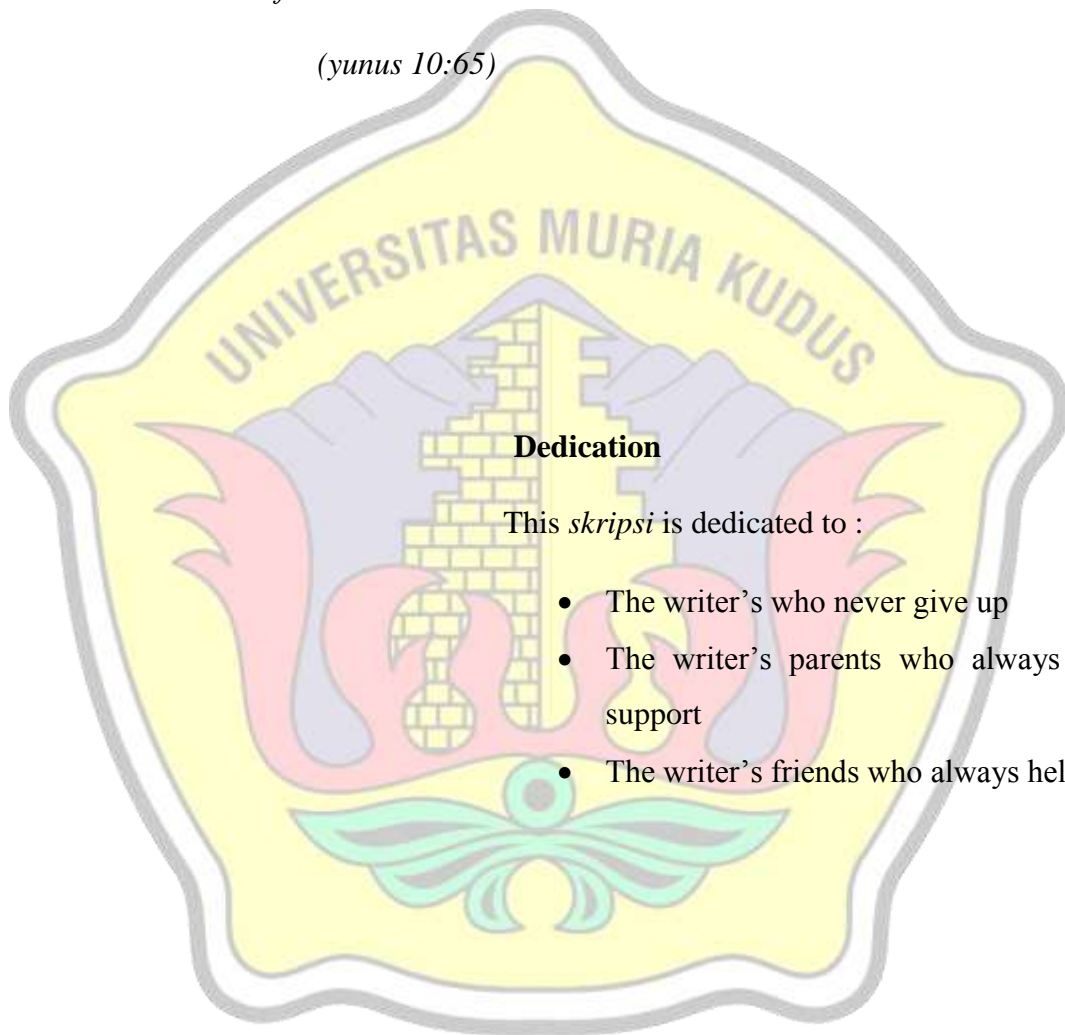 (yunus 10:65)
UNIVERSITAS MURIA KUDUS
Dedication
This skripsi is dedicated to :
• The writer’s who never give up
• The writer’s parents who always
support
• The writer’s friends who always